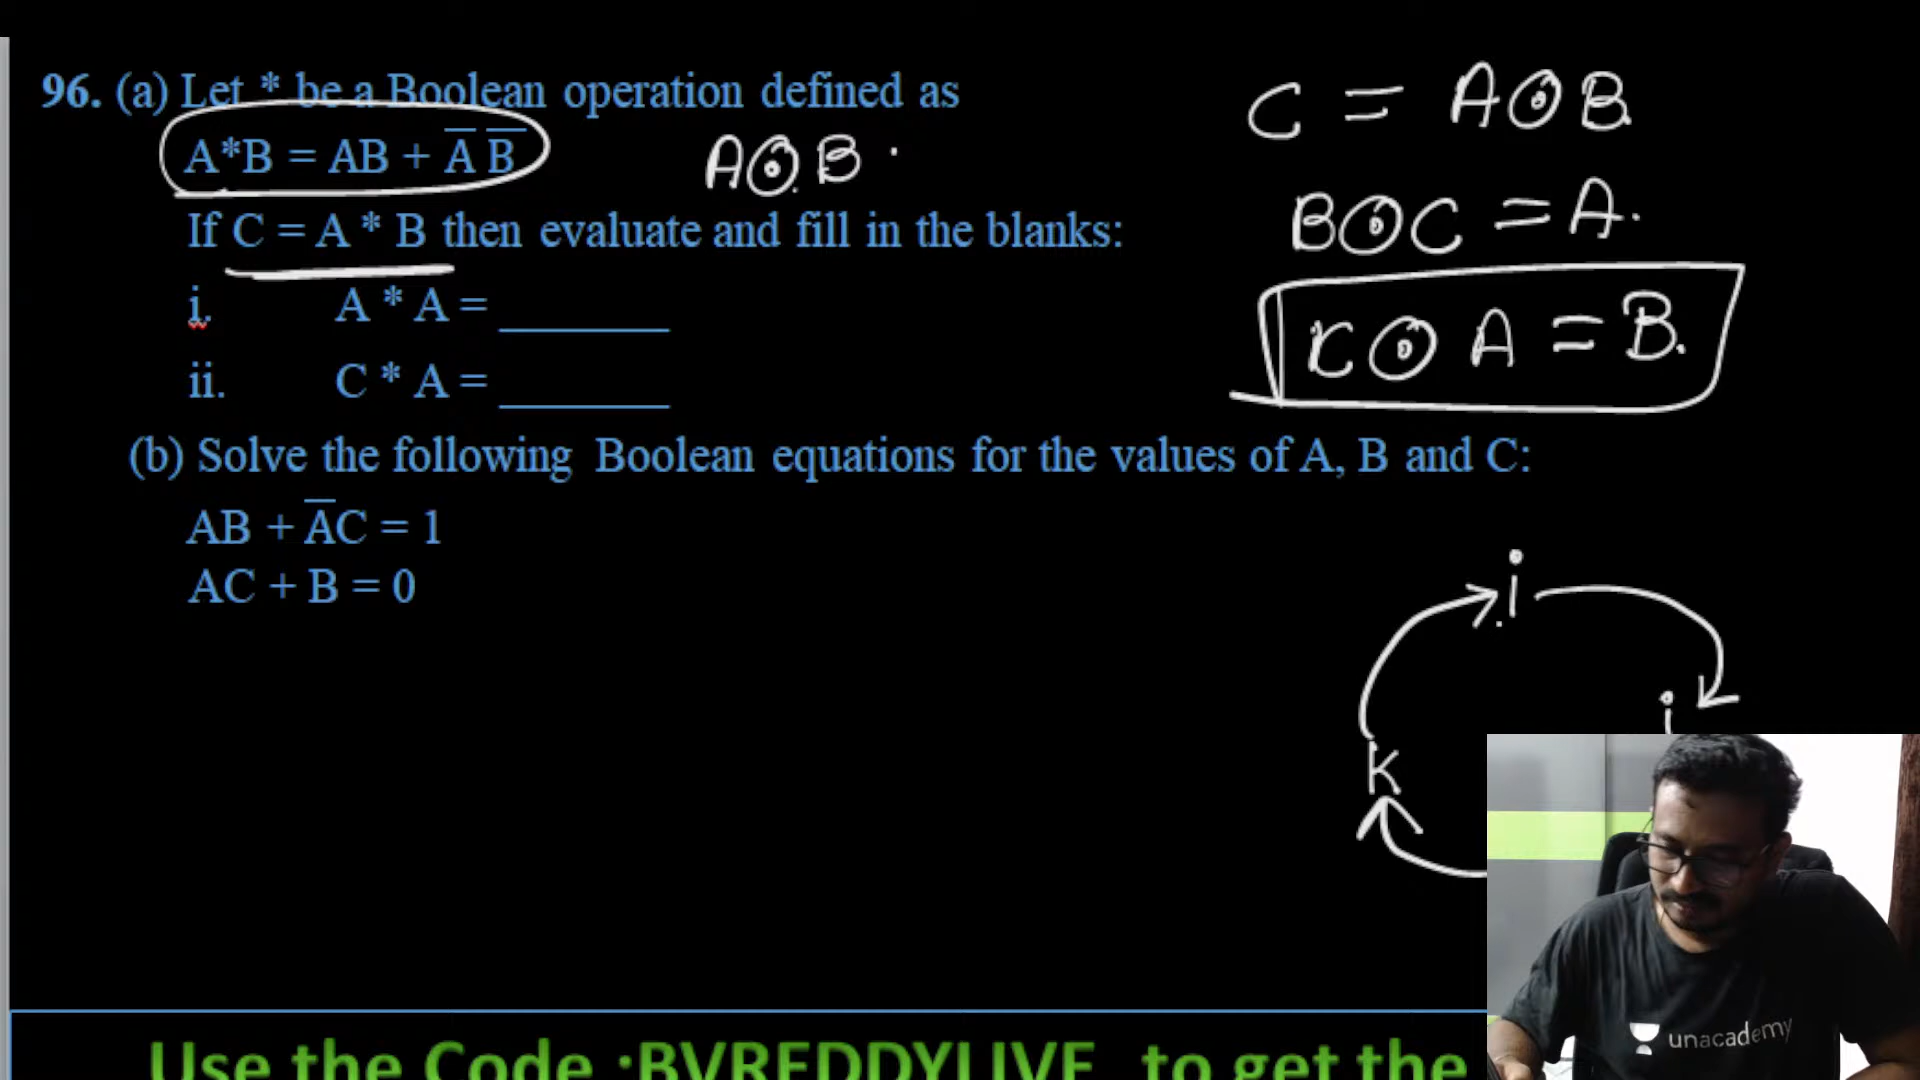 96. (a) Let * be a Boolean operation defined as
A*B = AB + A̅ B̅
A⊙B
If C = A * B then evaluate and fill in the blanks:
i. A * A = ________
ii. C * A = ________
C = A⊙B
B⊙C = A.
C⊙A = B.
(b) Solve the following Boolean equations for the values of A, B and C:
AB + A̅C = 1
AC + B = 0
i
j
K
unacademy
Use the Code :BVREDDYLIVE to get the